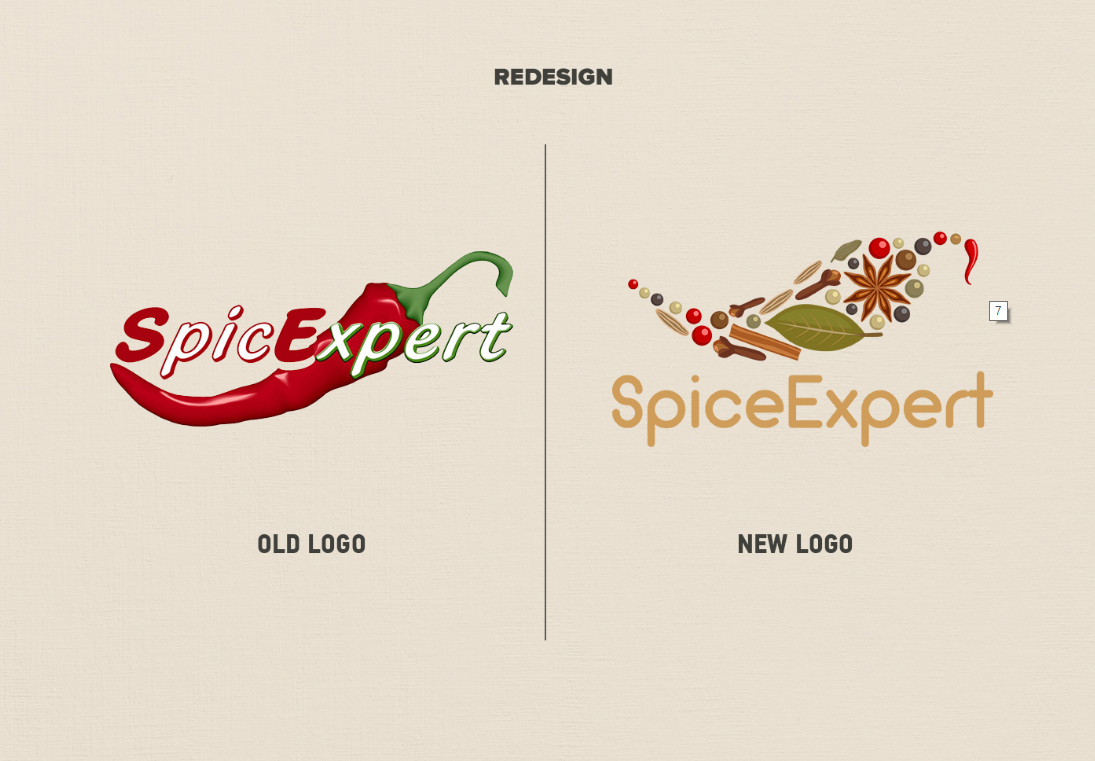 REDESIGN
SpicExpert
SpiceExpert
7
OLD LOGO
NEW LOGO